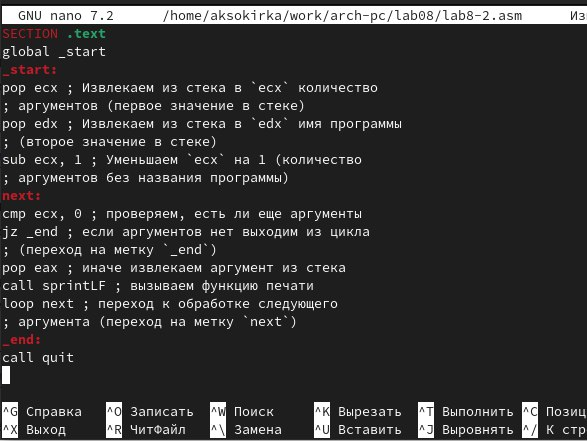 GNU nano 7.2 /home/aksokirka/work/arch-pc/lab08/lab8-2.asm Из
SECTION .text
global _start
_start:
pop ecx ; Извлекаем из стека в `ecx` количество
; аргументов (первое значение в стеке)
pop edx ; Извлекаем из стека в `edx` имя программы
; (второе значение в стеке)
sub ecx, 1 ; Уменьшаем `ecx` на 1 (количество
; аргументов без названия программы)
next:
cmp ecx, 0 ; проверяем, есть ли еще аргументы
jz _end ; если аргументов нет выходим из цикла
; (переход на метку `_end`)
pop eax ; иначе извлекаем аргумент из стека
call sprintLF ; вызываем функцию печати
loop next ; переход к обработке следующего
; аргумента (переход на метку `next`)
_end:
call quit
^G Справка ^O Записать ^W Поиск ^K Вырезать ^T Выполнить ^C Позиц
^X Выход ^R ЧитФайл ^\ Замена ^U Вставить ^J Выровнять ^/ К стр